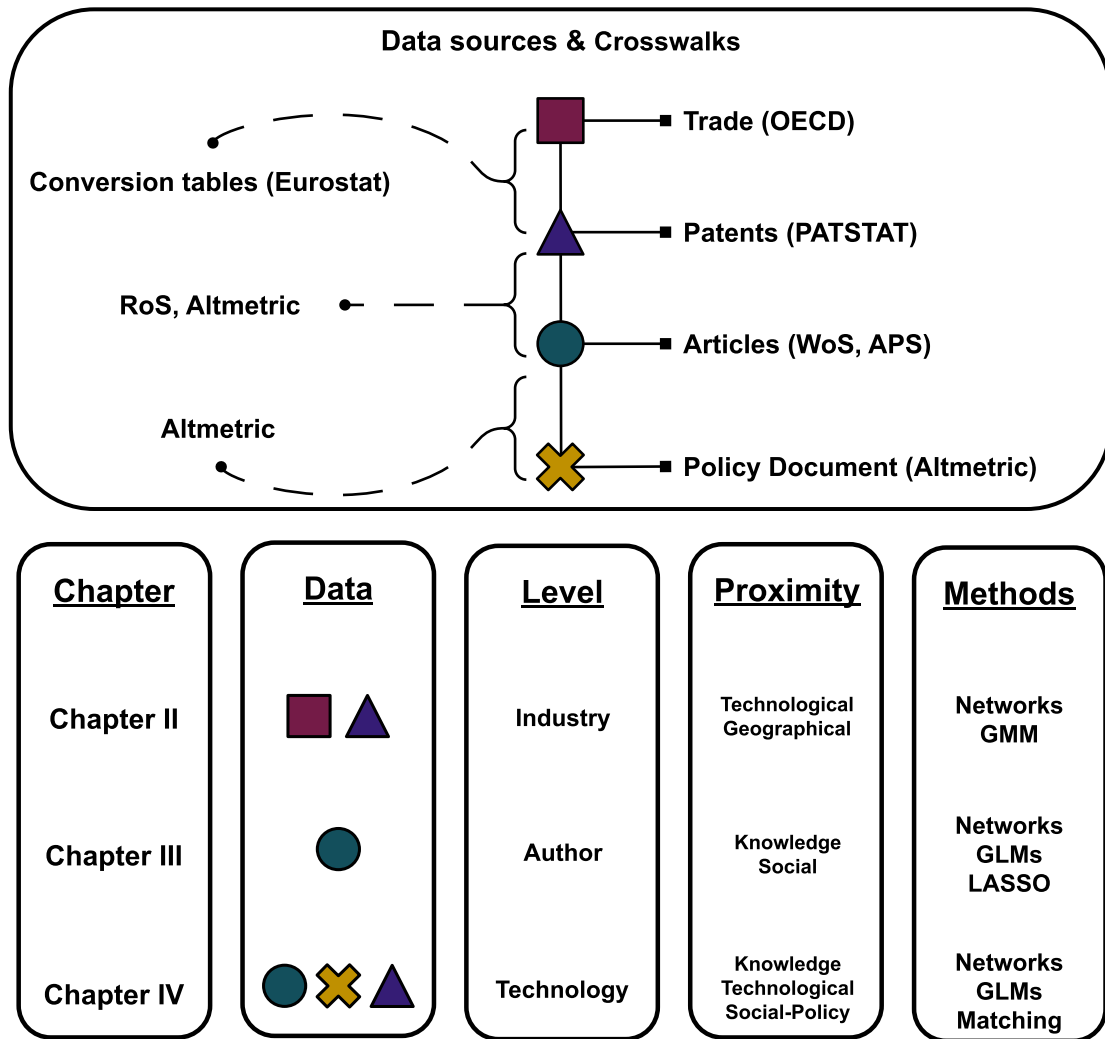 Data sources & Crosswalks
Trade (OECD)
Conversion tables (Eurostat)
Patents (PATSTAT)
RoS, Altmetric
Articles (WoS, APS)
Altmetric
Policy Document (Altmetric)
Chapter
Data
Level
Proximity
Methods
Chapter II
Industry
Technological
Geographical
Networks
GMM
Chapter III
Author
Knowledge
Social
Networks
GLMs
LASSO
Chapter IV
Technology
Knowledge
Technological
Social-Policy
Networks
GLMs
Matching